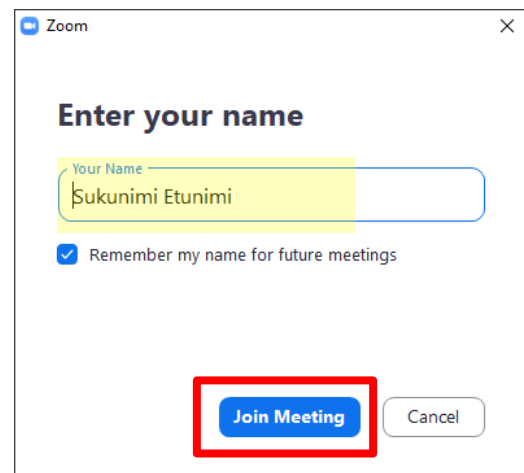 Zoom
Enter your name
Your Name
Sukunimi Etunimi
Remember my name for future meetings
Join Meeting
Cancel